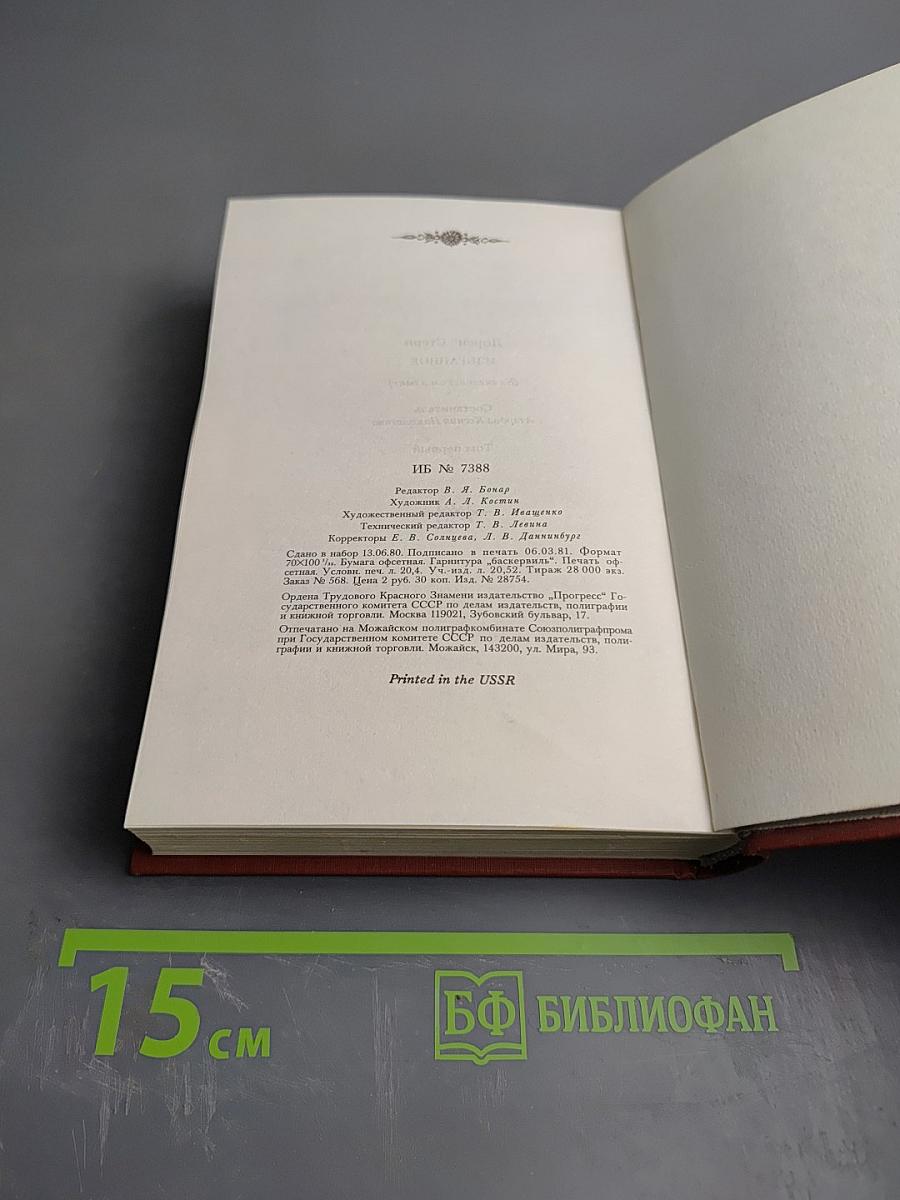 ИБ № 7388
Редактор В. Я. Бонар
Художник А. Л. Костин
Художественный редактор Т. В. Иващенко
Технический редактор Т. В. Левина
Корректоры Е. В. Солнцева, Л. В. Даннинбург
Сдано в набор 13.06.80. Подписано в печать 06.03.81. Формат
70×100 1/32. Бумага офсетная. Гарнитура „баскервиль". Печать оф-
сетная. Условн. печ. л. 20,4. Уч.-изд. л. 20,52. Тираж 28 000 экз.
Заказ № 568. Цена 2 руб. 30 коп. Изд. № 28754.
Ордена Трудового Красного Знамени издательство „Прогресс" Го-
сударственного комитета СССР по делам издательств, полиграфии
и книжной торговли. Москва 119021, Зубовский бульвар, 17.
Отпечатано на Можайском полиграфкомбинате Союзполиграфпрома
при Государственном комитете СССР по делам издательств, поли-
графии и книжной торговли. Можайск, 143200, ул. Мира, 93.
Printed in the USSR
15 см
БФ БИБЛИОФАН